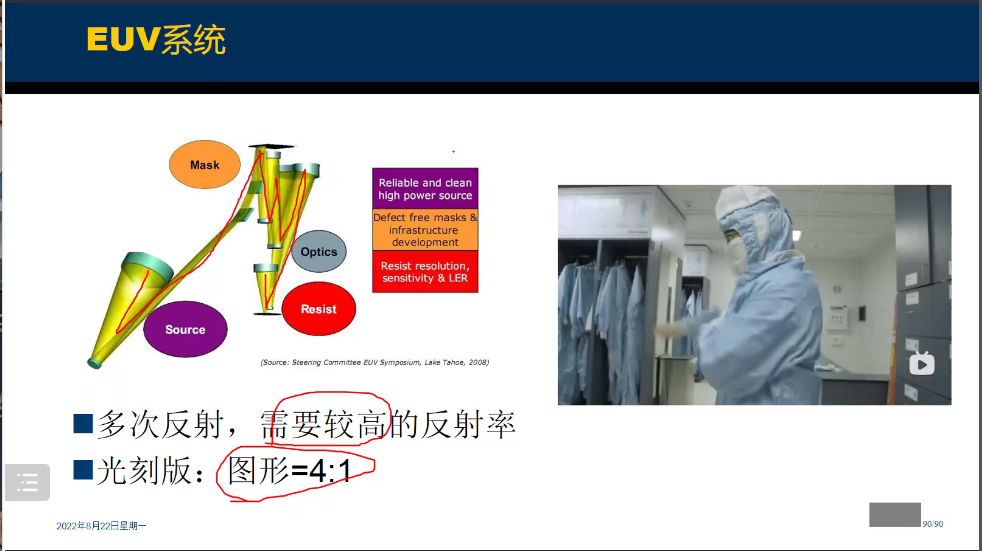 EUV系统
Mask
Optics
Resist
Source
Reliable and clean
high power source
Defect free masks &
infrastructure
development
Resist resolution,
sensitivity & LER
(Source: Steering Committee EUV Symposium, Lake Tahoe, 2008)
多次反射，需要较高的反射率
光刻版：图形=4:1
2022年8月22日星期一
90/90